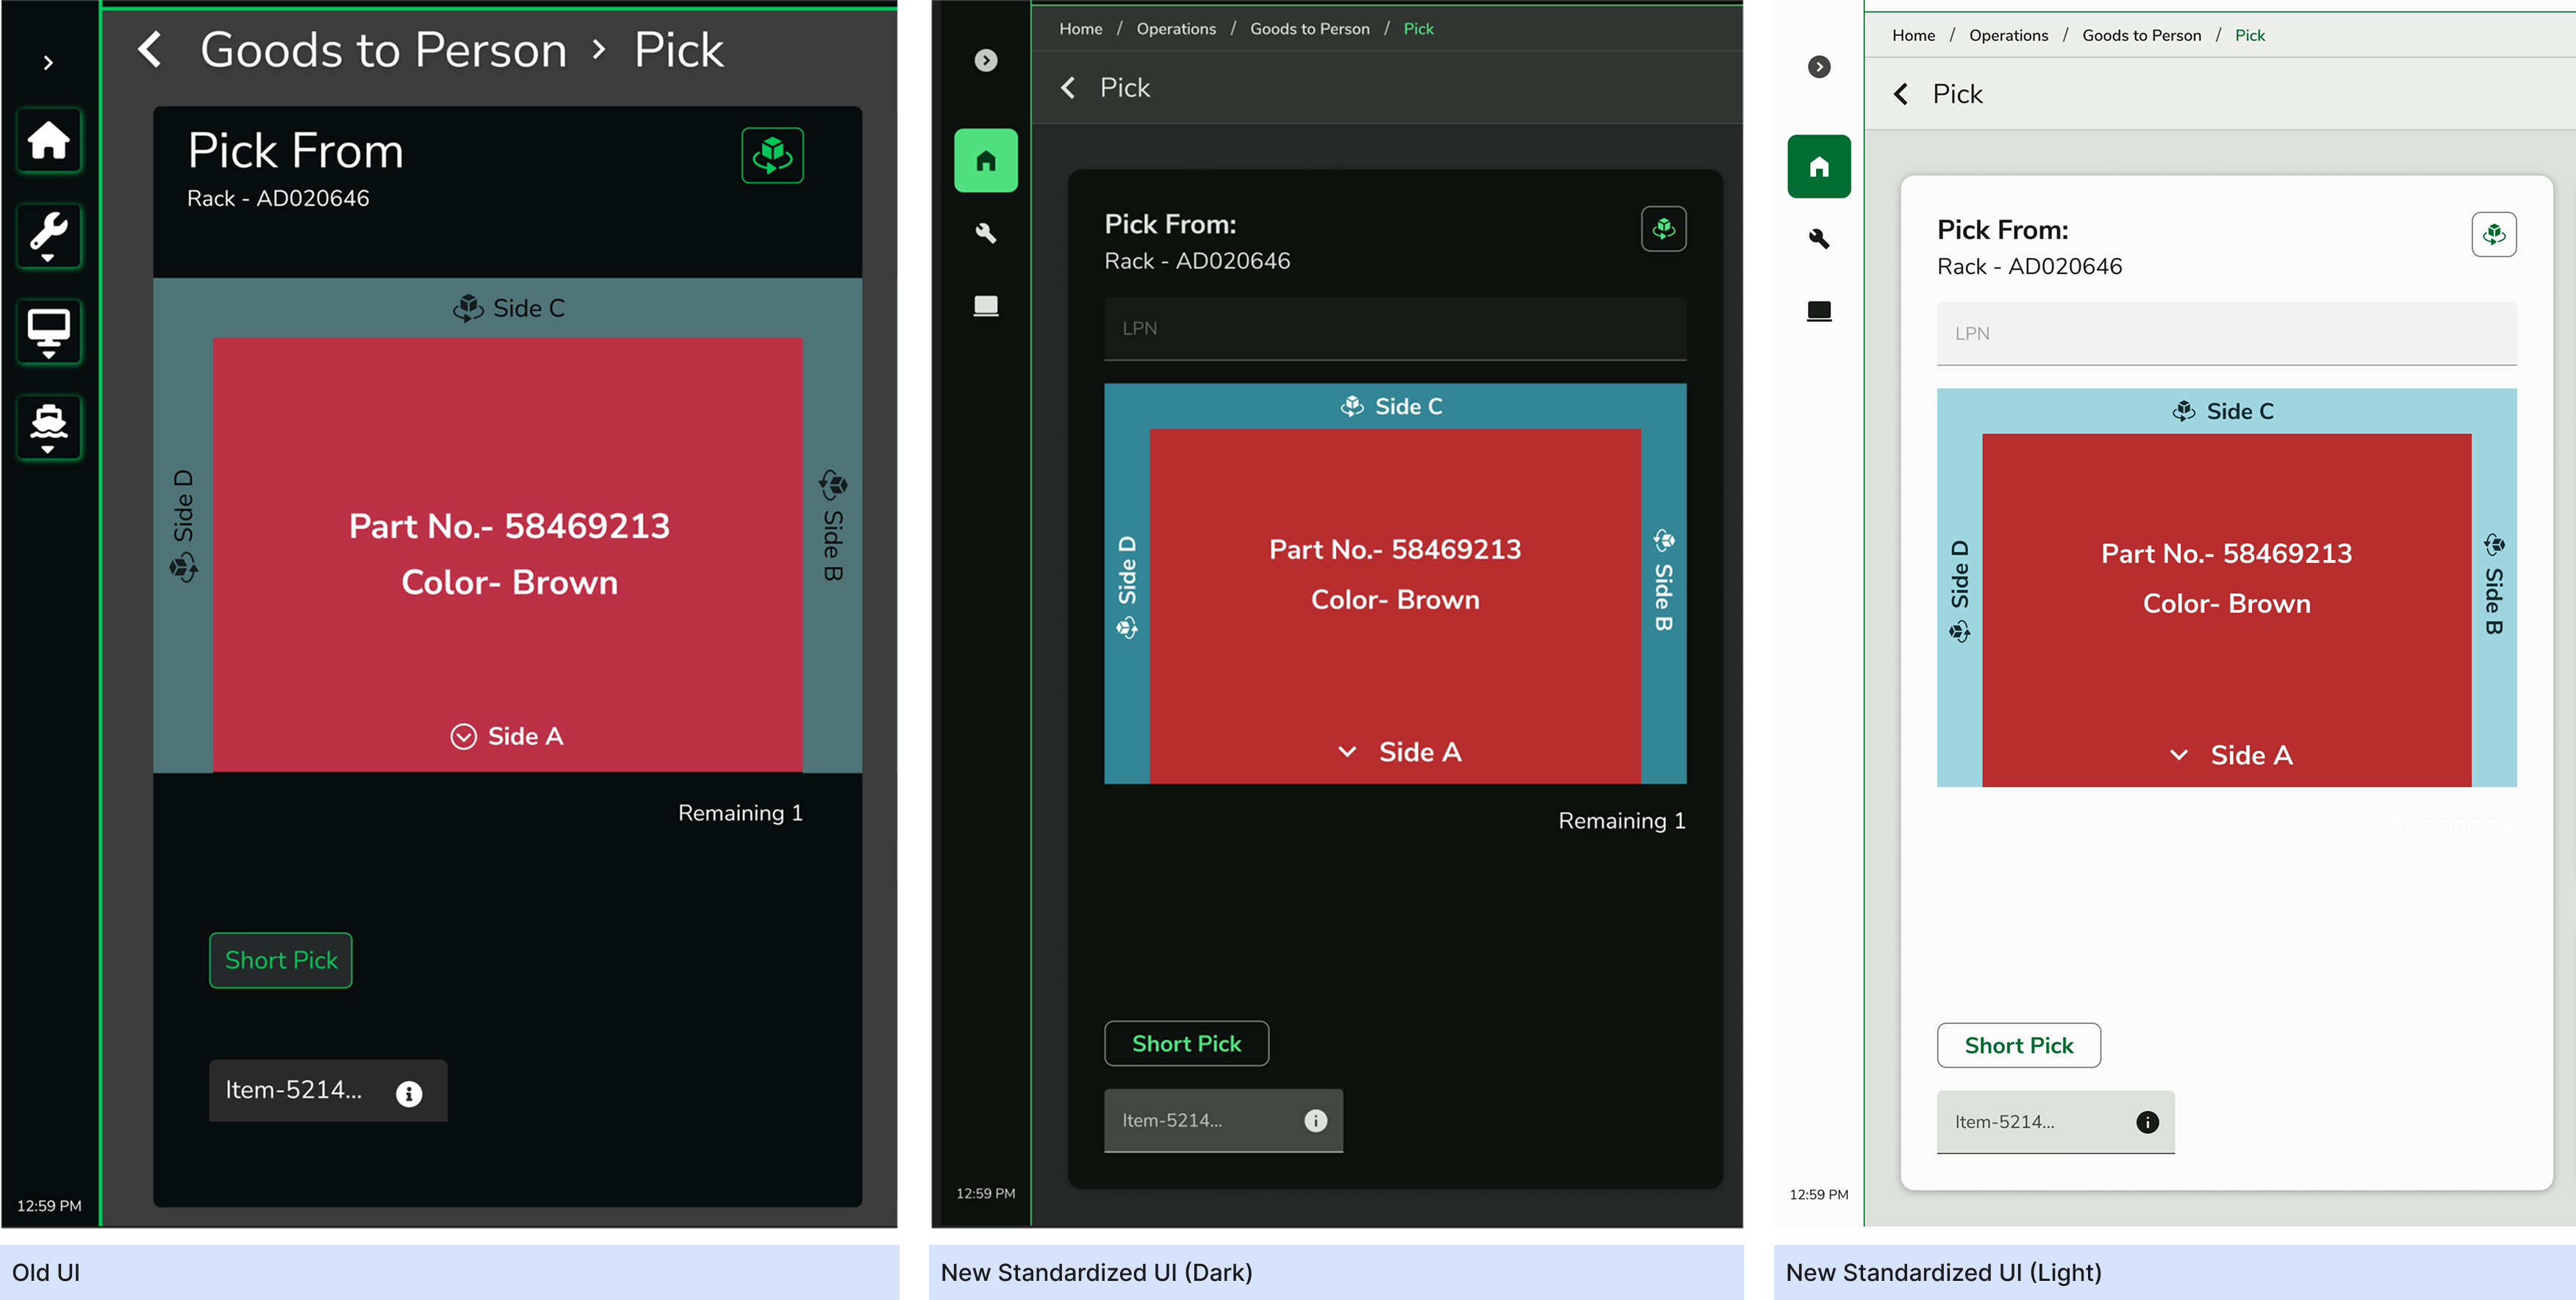 Goods to Person > Pick
Pick From
Rack - AD020646
Side C
Side D
Part No.- 58469213
Color- Brown
Side B
Side A
Remaining 1
Short Pick
Item-5214...
12:59 PM
Old UI
Home / Operations / Goods to Person / Pick
Pick
Pick From:
Rack - AD020646
LPN
Side C
Side D
Part No.- 58469213
Color- Brown
Side B
Side A
Remaining 1
Short Pick
Item-5214...
12:59 PM
New Standardized UI (Dark)
Home / Operations / Goods to Person / Pick
Pick
Pick From:
Rack - AD020646
LPN
Side C
Side D
Part No.- 58469213
Color- Brown
Side B
Side A
Remaining 1
Short Pick
Item-5214...
12:59 PM
New Standardized UI (Light)